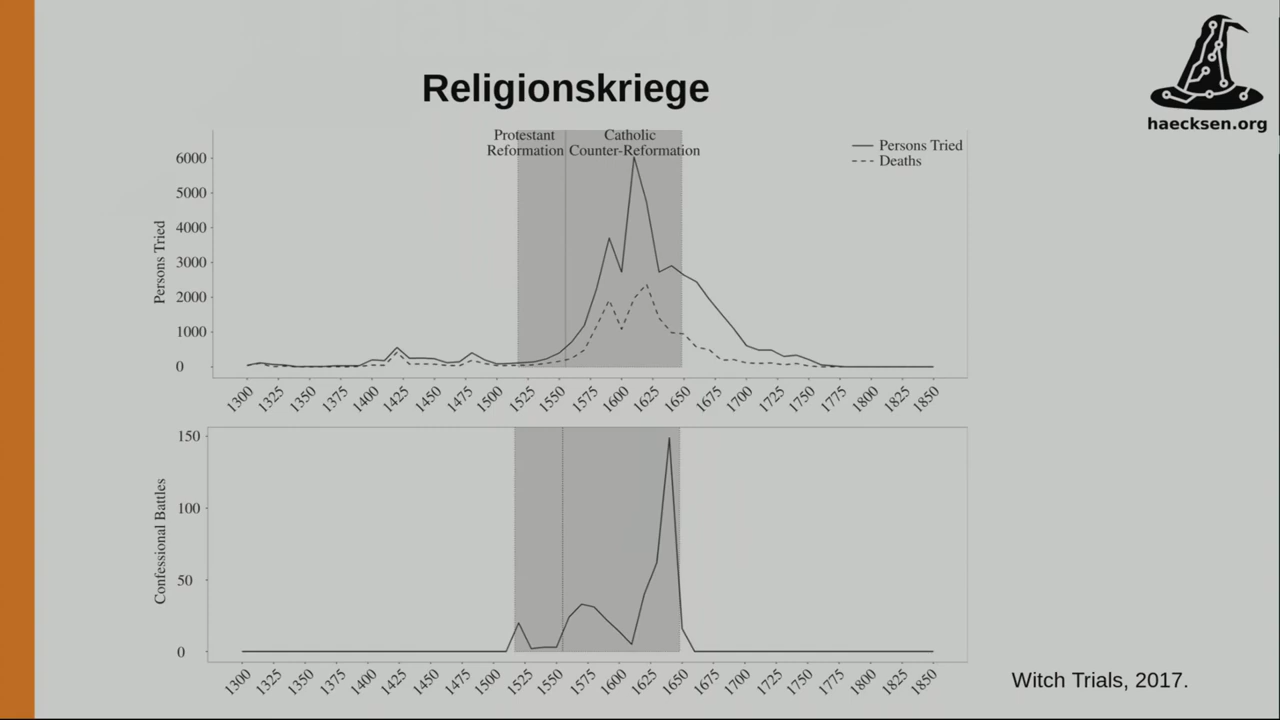 Religionskriege
haecksen.org
Protestant
Reformation
Catholic
Counter-Reformation
Persons Tried
Deaths
Persons Tried
6000
5000
4000
3000
2000
1000
0
1300 1325 1350 1375 1400 1425 1450 1475 1500 1525 1550 1575 1600 1625 1650 1675 1700 1725 1750 1775 1800 1825 1850
Confessional Battles
150
100
50
0
1300 1325 1350 1375 1400 1425 1450 1475 1500 1525 1550 1575 1600 1625 1650 1675 1700 1725 1750 1775 1800 1825 1850
Witch Trials, 2017.